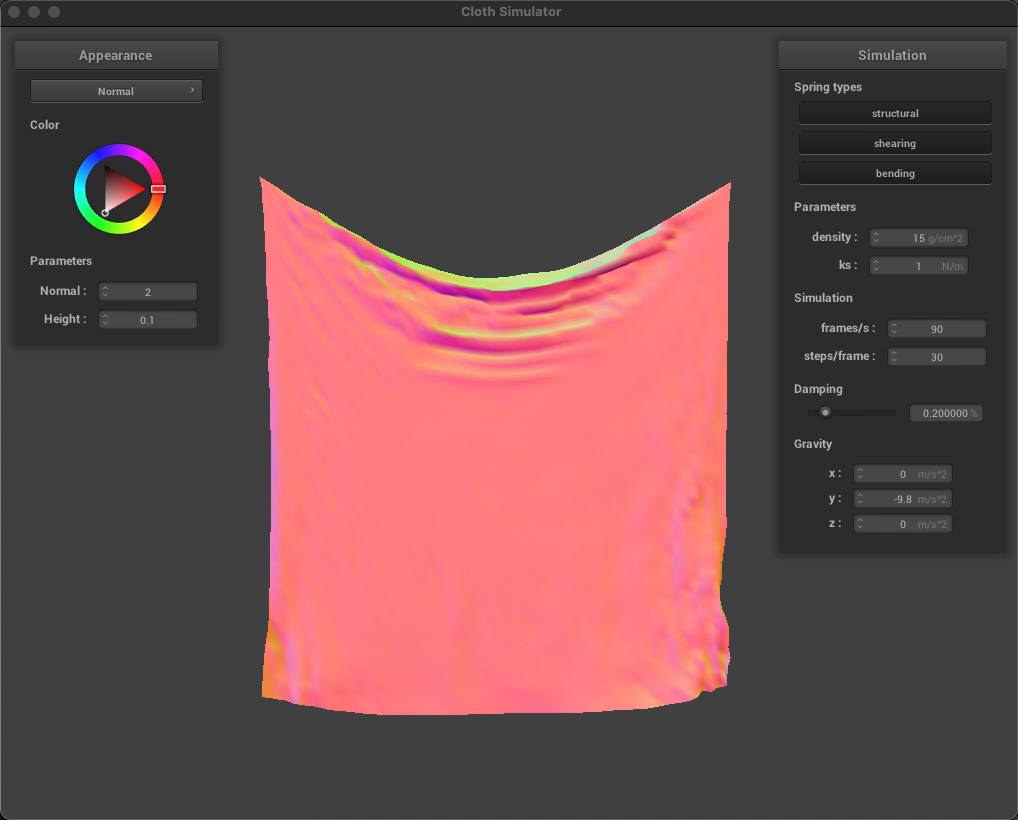 Cloth Simulator
Appearance
Normal
Color
Parameters
Normal : 2
Height : 0.1
Simulation
Spring types
structural
shearing
bending
Parameters
density : 15 g/cm^2
ks : 1 N/m
Simulation
frames/s : 90
steps/frame : 30
Damping
0.200000 %
Gravity
x : 0 m/s^2
y : -9.8 m/s^2
z : 0 m/s^2